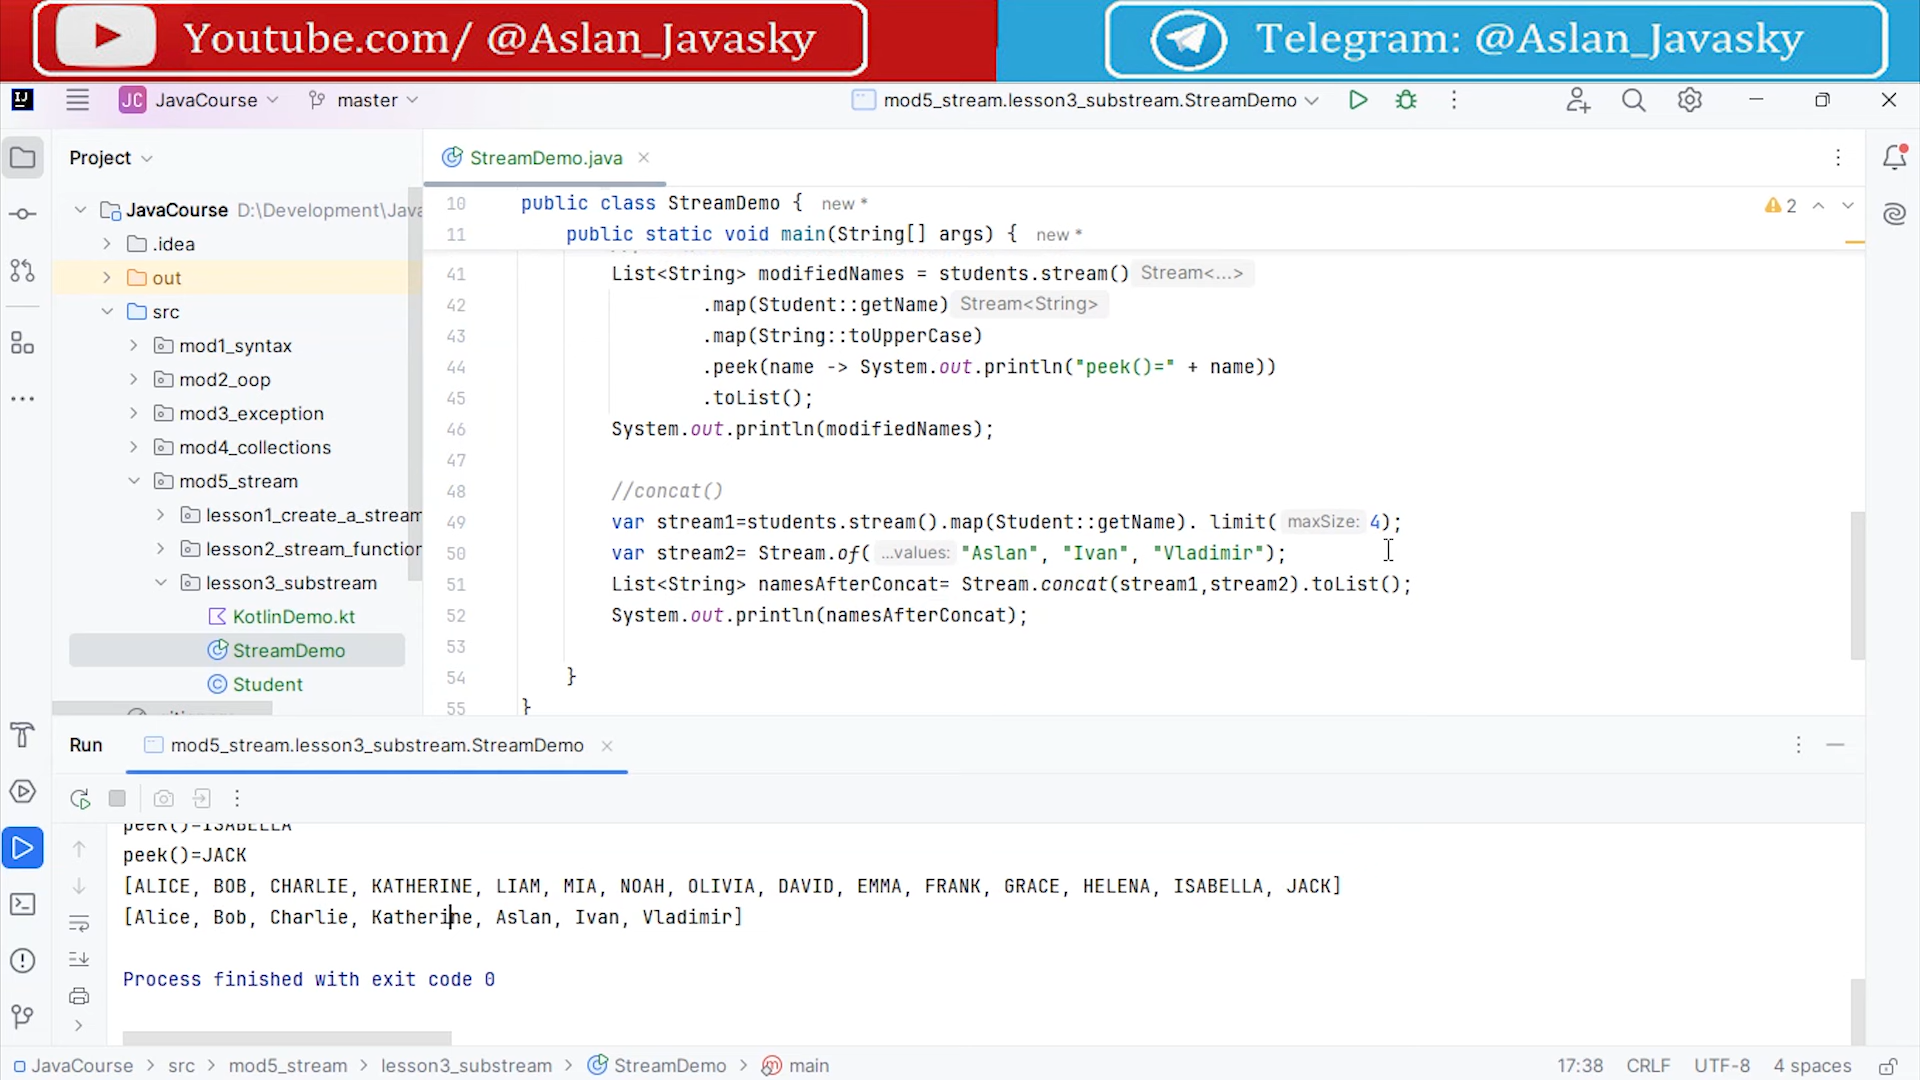 Youtube.com/ @Aslan_Javasky
Telegram: @Aslan_Javasky
IJ
JC JavaCourse
master
mod5_stream.lesson3_substream.StreamDemo
Project
StreamDemo.java
JavaCourse D:\Development\Java
.idea
out
src
mod1_syntax
mod2_oop
mod3_exception
mod4_collections
mod5_stream
lesson1_create_a_stream
lesson2_stream_function
lesson3_substream
KotlinDemo.kt
StreamDemo
Student
10 public class StreamDemo { new *
2
11 public static void main(String[] args) { new *
41 List<String> modifiedNames = students.stream() Stream<...>
42 .map(Student::getName) Stream<String>
43 .map(String::toUpperCase)
44 .peek(name -> System.out.println("peek()=" + name))
45 .toList();
46 System.out.println(modifiedNames);
47
48 //concat()
49 var stream1=students.stream().map(Student::getName). limit( maxSize: 4);
50 var stream2= Stream.of( ...values: "Aslan", "Ivan", "Vladimir");
51 List<String> namesAfterConcat= Stream.concat(stream1,stream2).toList();
52 System.out.println(namesAfterConcat);
53
54 }
55 }
Run
mod5_stream.lesson3_substream.StreamDemo
peek()=ISABELLA
peek()=JACK
[ALICE, BOB, CHARLIE, KATHERINE, LIAM, MIA, NOAH, OLIVIA, DAVID, EMMA, FRANK, GRACE, HELENA, ISABELLA, JACK]
[Alice, Bob, Charlie, Katherine, Aslan, Ivan, Vladimir]
Process finished with exit code 0
JavaCourse > src > mod5_stream > lesson3_substream > StreamDemo > main
17:38 CRLF UTF-8 4 spaces